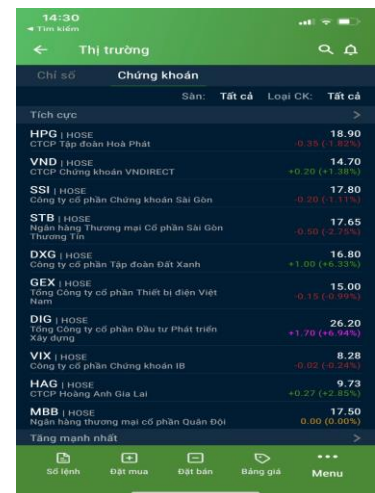 14:30
◄ Tìm kiếm
Thị trường
Chỉ số Chứng khoán
Sàn: Tất cả Loại CK: Tất cả
Tích cực >
HPG | HOSE 18.90
CTCP Tập đoàn Hoà Phát -0.35 (-1.82%)
VND | HOSE 14.70
CTCP Chứng khoán VNDIRECT +0.20 (+1.38%)
SSI | HOSE 17.80
Công ty cổ phần Chứng khoán Sài Gòn -0.20 (-1.11%)
STB | HOSE 17.65
Ngân hàng Thương mại Cổ phần Sài Gòn -0.50 (-2.75%)
Thương Tín
DXG | HOSE 16.80
Công ty cổ phần Tập đoàn Đất Xanh +1.00 (+6.33%)
GEX | HOSE 15.00
Tổng Công ty cổ phần Thiết bị điện Việt -0.15 (-0.99%)
Nam
DIG | HOSE 26.20
Tổng Công ty cổ phần Đầu tư Phát triển +1.70 (+6.94%)
Xây dựng
VIX | HOSE 8.28
Công ty cổ phần Chứng khoán IB -0.02 (-0.24%)
HAG | HOSE 9.73
CTCP Hoàng Anh Gia Lai +0.27 (+2.85%)
MBB | HOSE 17.50
Ngân hàng thương mại cổ phần Quân Đội 0.00 (0.00%)
Tăng mạnh nhất >
Sổ lệnh Đặt mua Đặt bán Bảng giá Menu